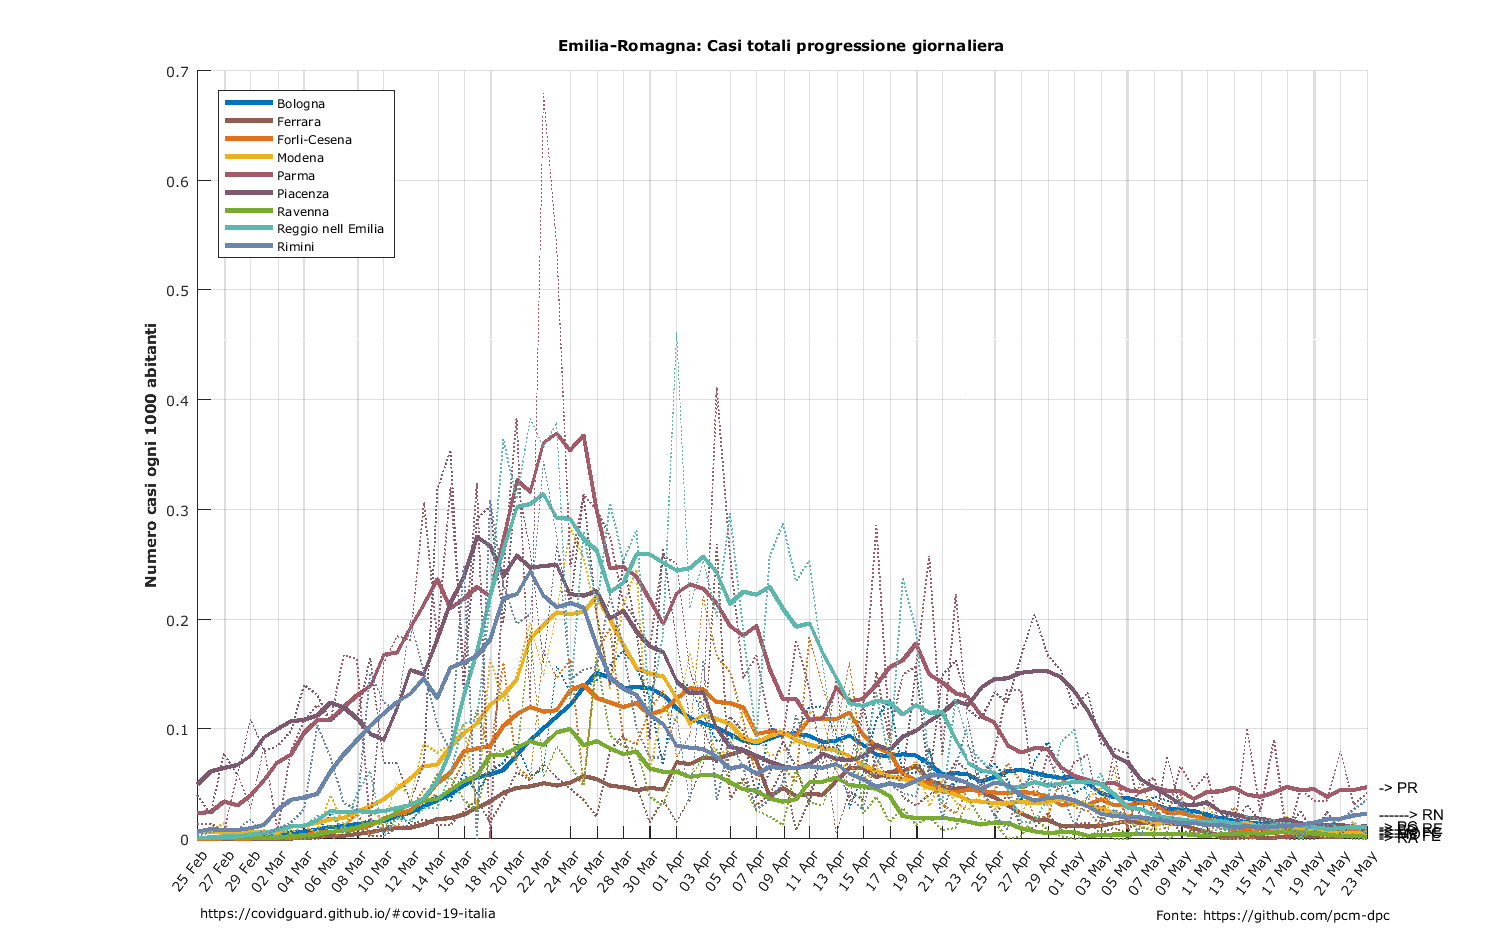 Emilia-Romagna: Casi totali progressione giornaliera
Numero casi ogni 1000 abitanti
0.7
0.6
0.5
0.4
0.3
0.2
0.1
0
Bologna
Ferrara
Forlì-Cesena
Modena
Parma
Piacenza
Ravenna
Reggio nell Emilia
Rimini
-> PR
------> RN
25 Feb
27 Feb
29 Feb
02 Mar
04 Mar
06 Mar
08 Mar
10 Mar
12 Mar
14 Mar
16 Mar
18 Mar
20 Mar
22 Mar
24 Mar
26 Mar
28 Mar
30 Mar
01 Apr
03 Apr
05 Apr
07 Apr
09 Apr
11 Apr
13 Apr
15 Apr
17 Apr
19 Apr
21 Apr
23 Apr
25 Apr
27 Apr
29 Apr
01 May
03 May
05 May
07 May
09 May
11 May
13 May
15 May
17 May
19 May
21 May
23 May
https://covidguard.github.io/#covid-19-italia
Fonte: https://github.com/pcm-dpc